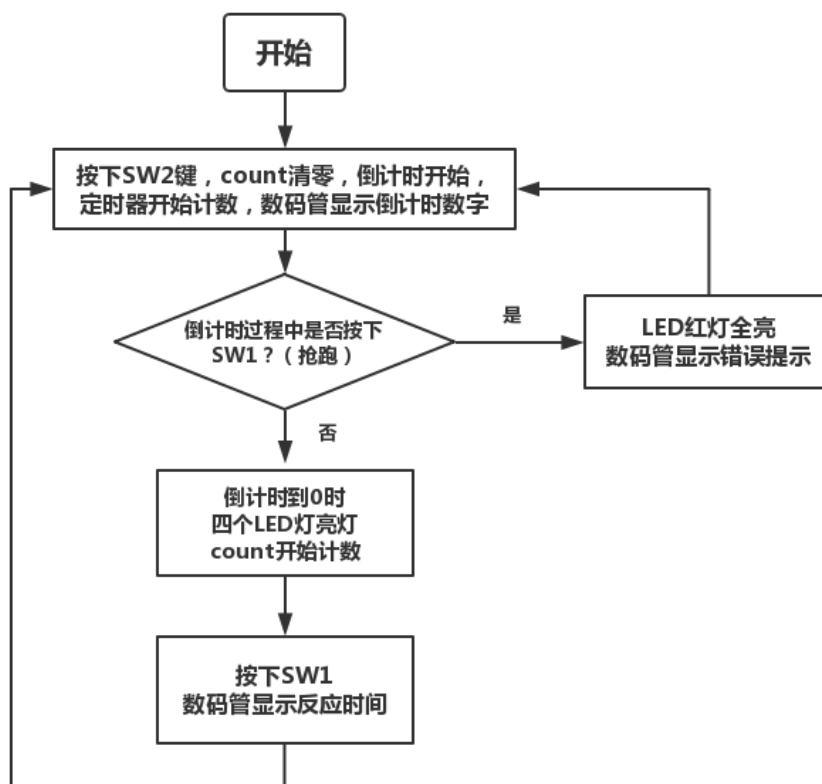 开始
按下SW2键，count清零，倒计时开始，
定时器开始计数，数码管显示倒计时数字
倒计时过程中是否按下
SW1？（抢跑）
是
LED红灯全亮
数码管显示错误提示
否
倒计时到0时
四个LED灯亮灯
count开始计数
按下SW1
数码管显示反应时间